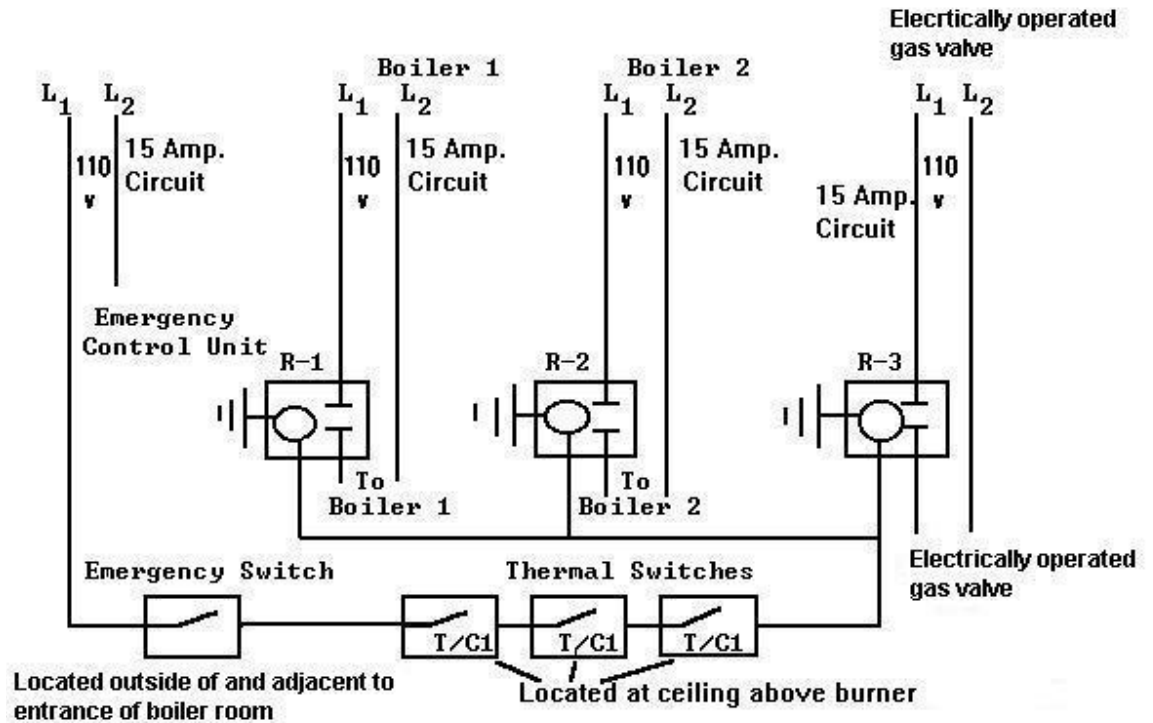 Elecrtically operated
gas valve
Boiler 1
Boiler 2
L1 L2
L1 L2
L1 L2
L1 L2
110
v
15 Amp.
Circuit
110
v
15 Amp.
Circuit
110
v
15 Amp.
Circuit
110
v
15 Amp.
Circuit
Emergency
Control Unit
R-1
R-2
R-3
To
Boiler 1
To
Boiler 2
Electrically operated
gas valve
Emergency Switch
Thermal Switches
T/C1
T/C1
T/C1
Located outside of and adjacent to
entrance of boiler room
Located at ceiling above burner